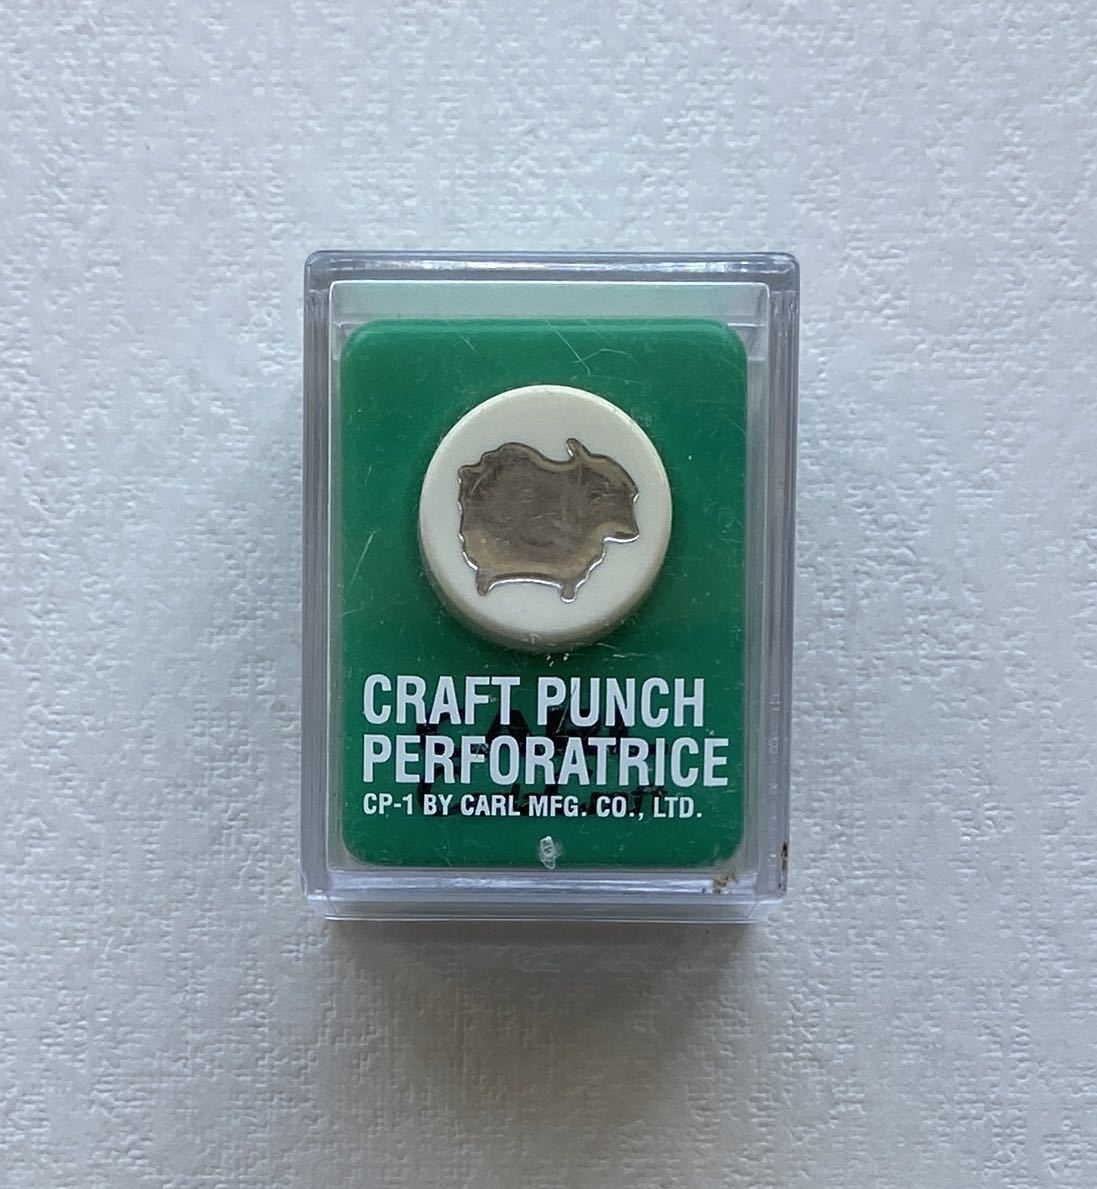 CRAFT PUNCH
PERFORATRICE
CP-1 BY CARL MFG. CO., LTD.